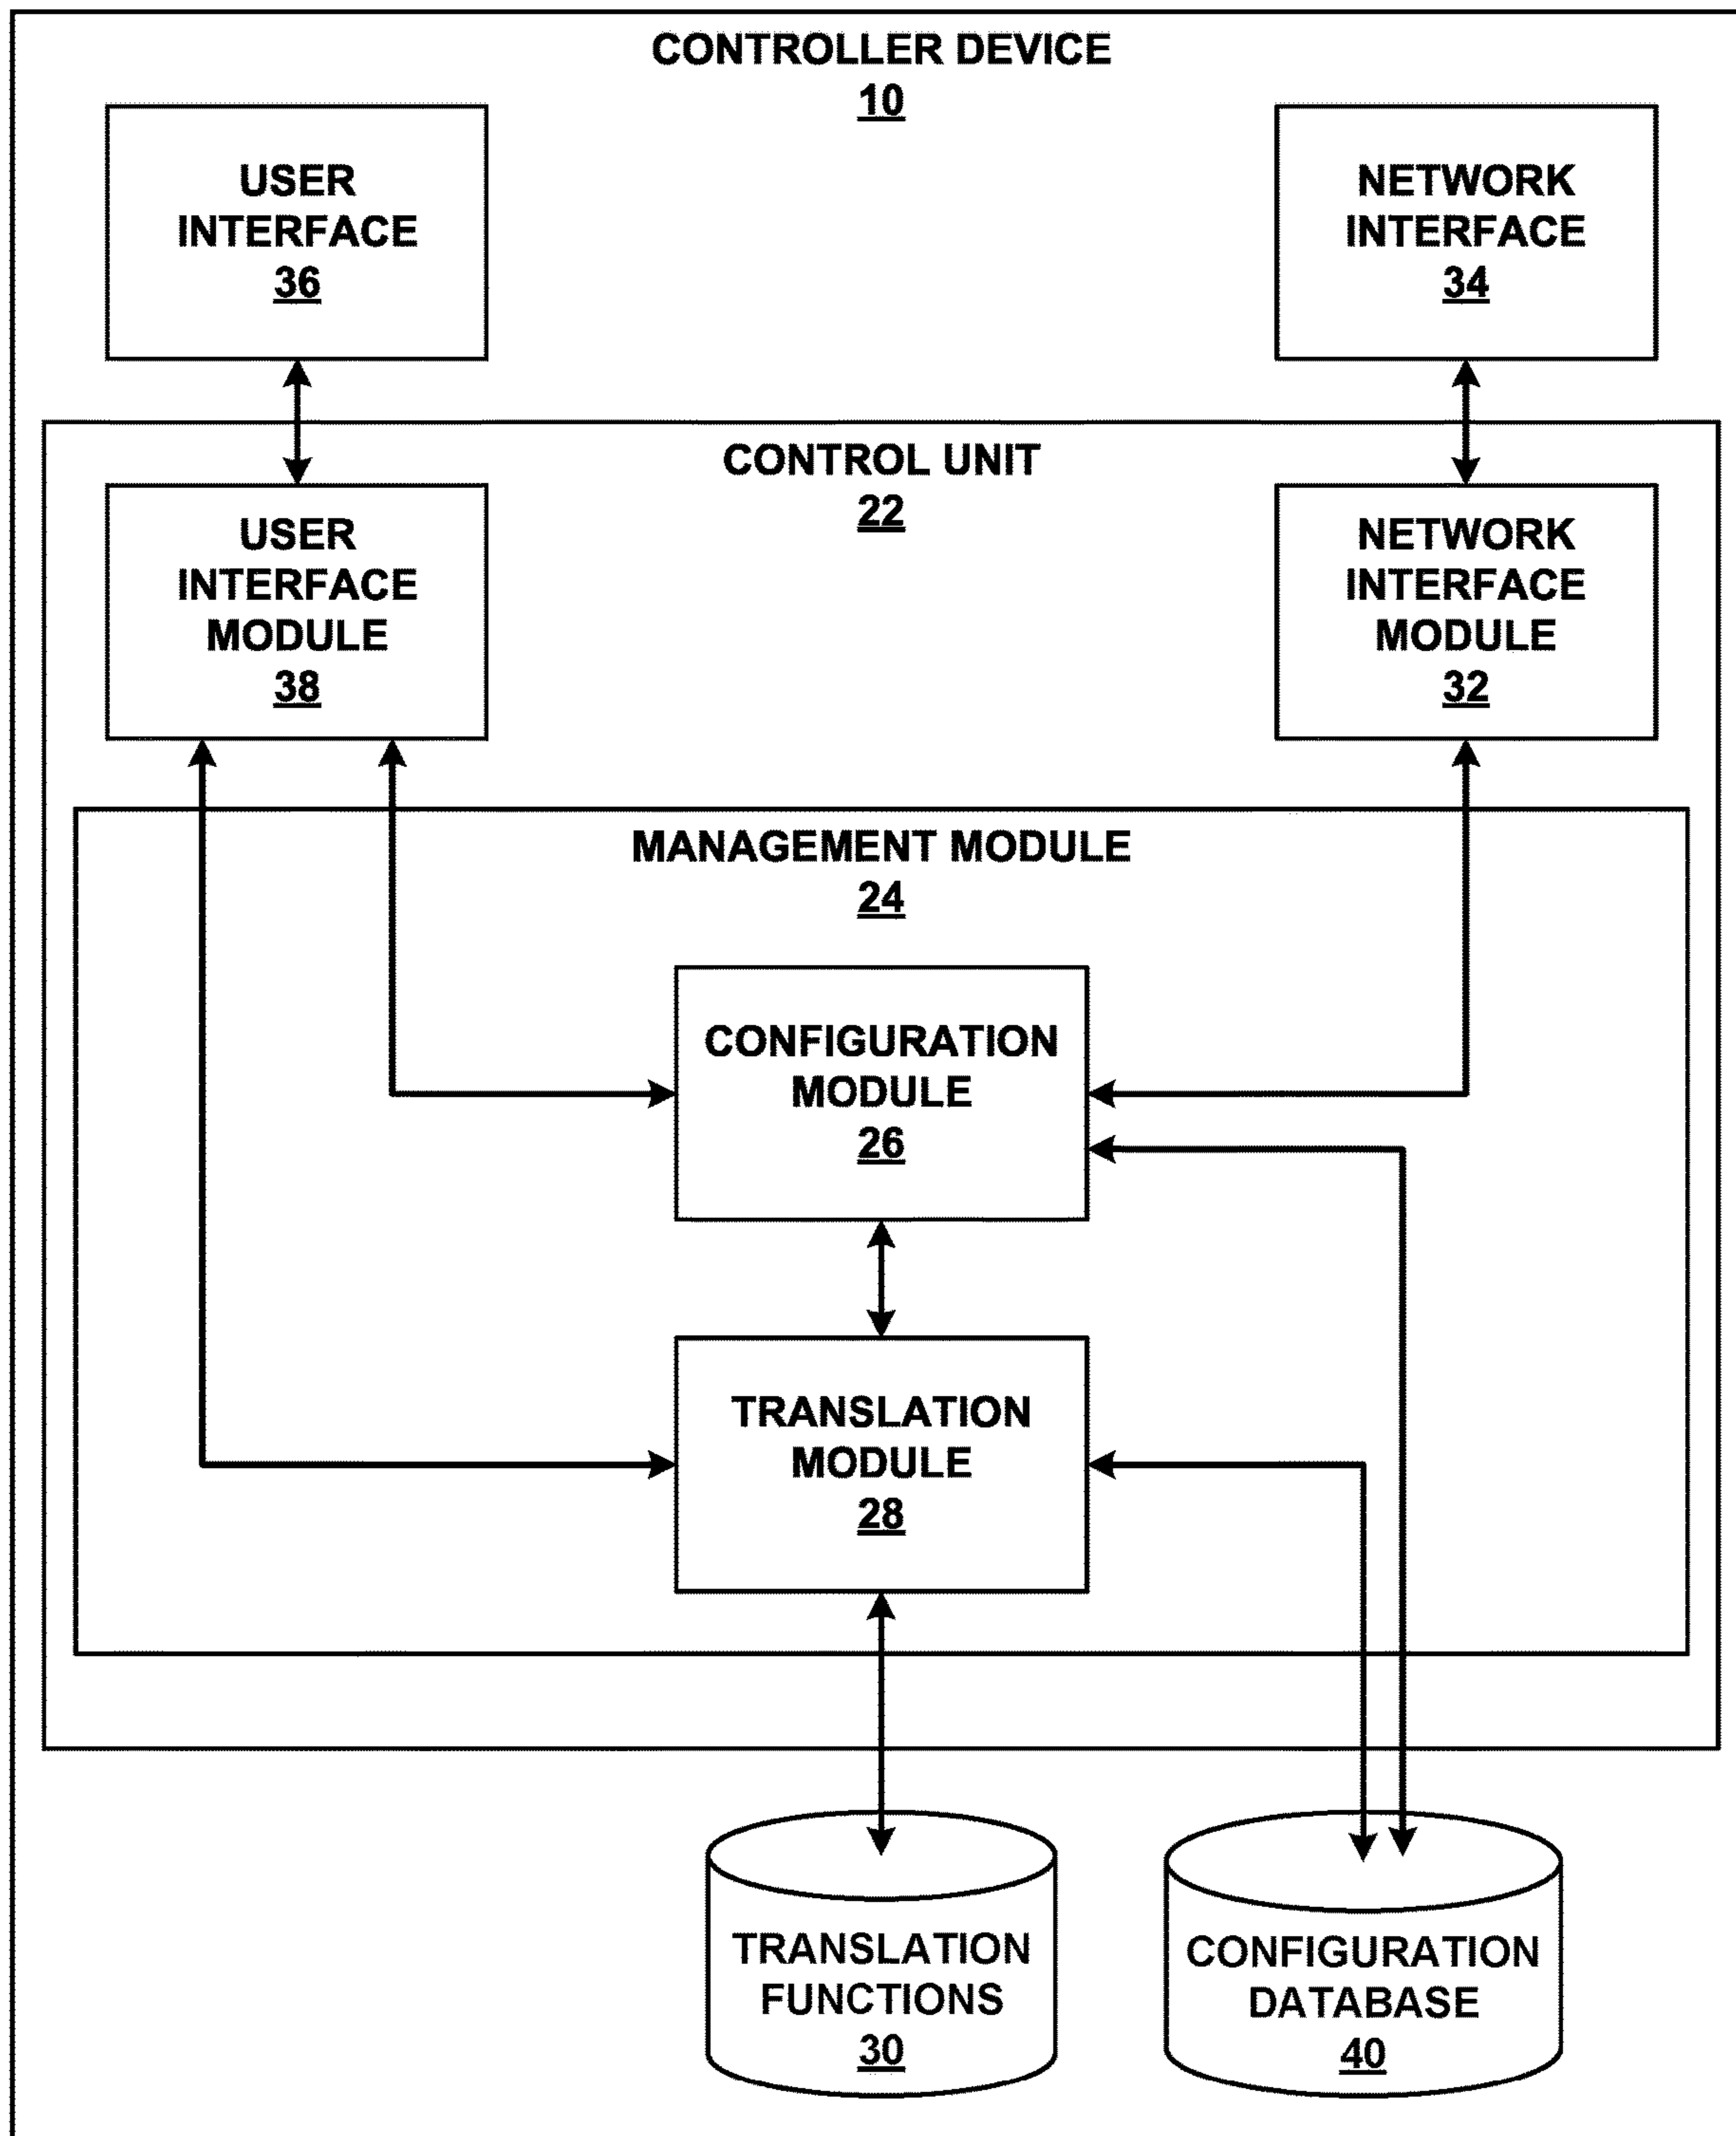 CONTROLLER DEVICE
10
USER
INTERFACE
36
NETWORK
INTERFACE
34
CONTROL UNIT
22
USER
INTERFACE
MODULE
38
NETWORK
INTERFACE
MODULE
32
MANAGEMENT MODULE
24
CONFIGURATION
MODULE
26
TRANSLATION
MODULE
28
TRANSLATION
FUNCTIONS
30
CONFIGURATION
DATABASE
40